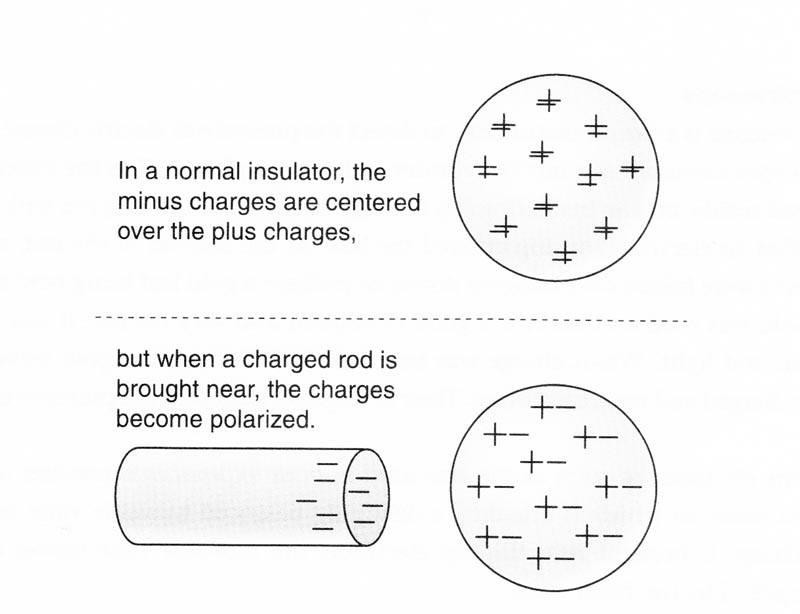 In a normal insulator, the
minus charges are centered
over the plus charges,
but when a charged rod is
brought near, the charges
become polarized.